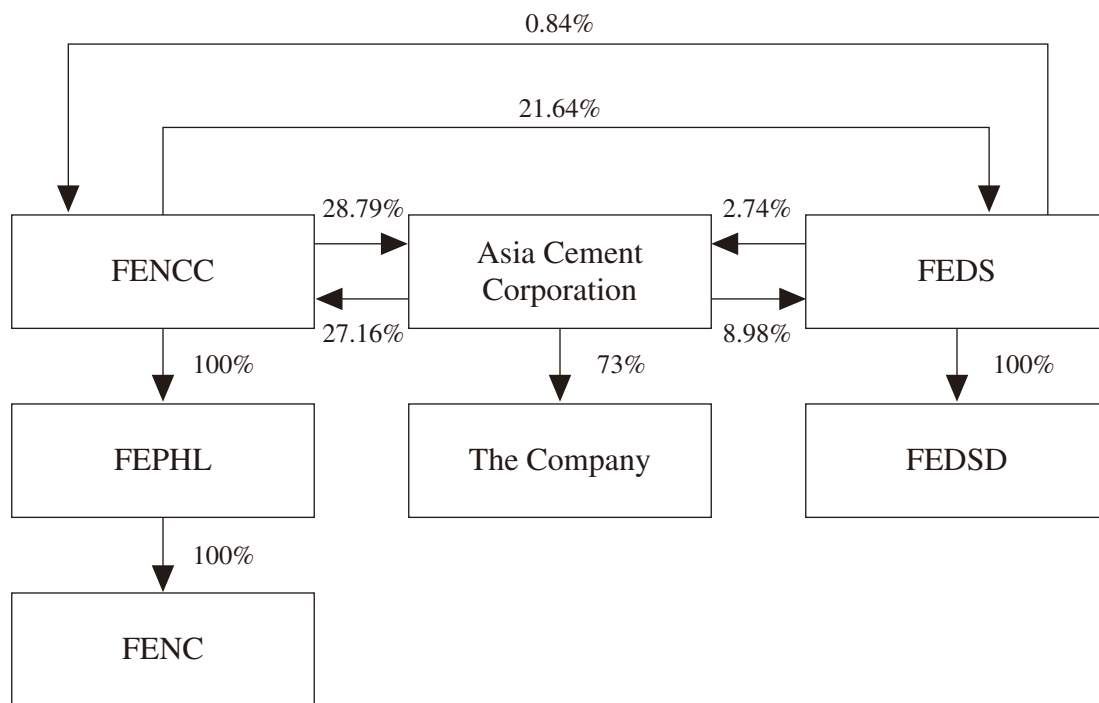 0.84%
21.64%
28.79%
2.74%
FENCC
Asia Cement
Corporation
FEDS
27.16%
8.98%
100%
73%
100%
FEPHL
The Company
FEDSD
100%
FENC